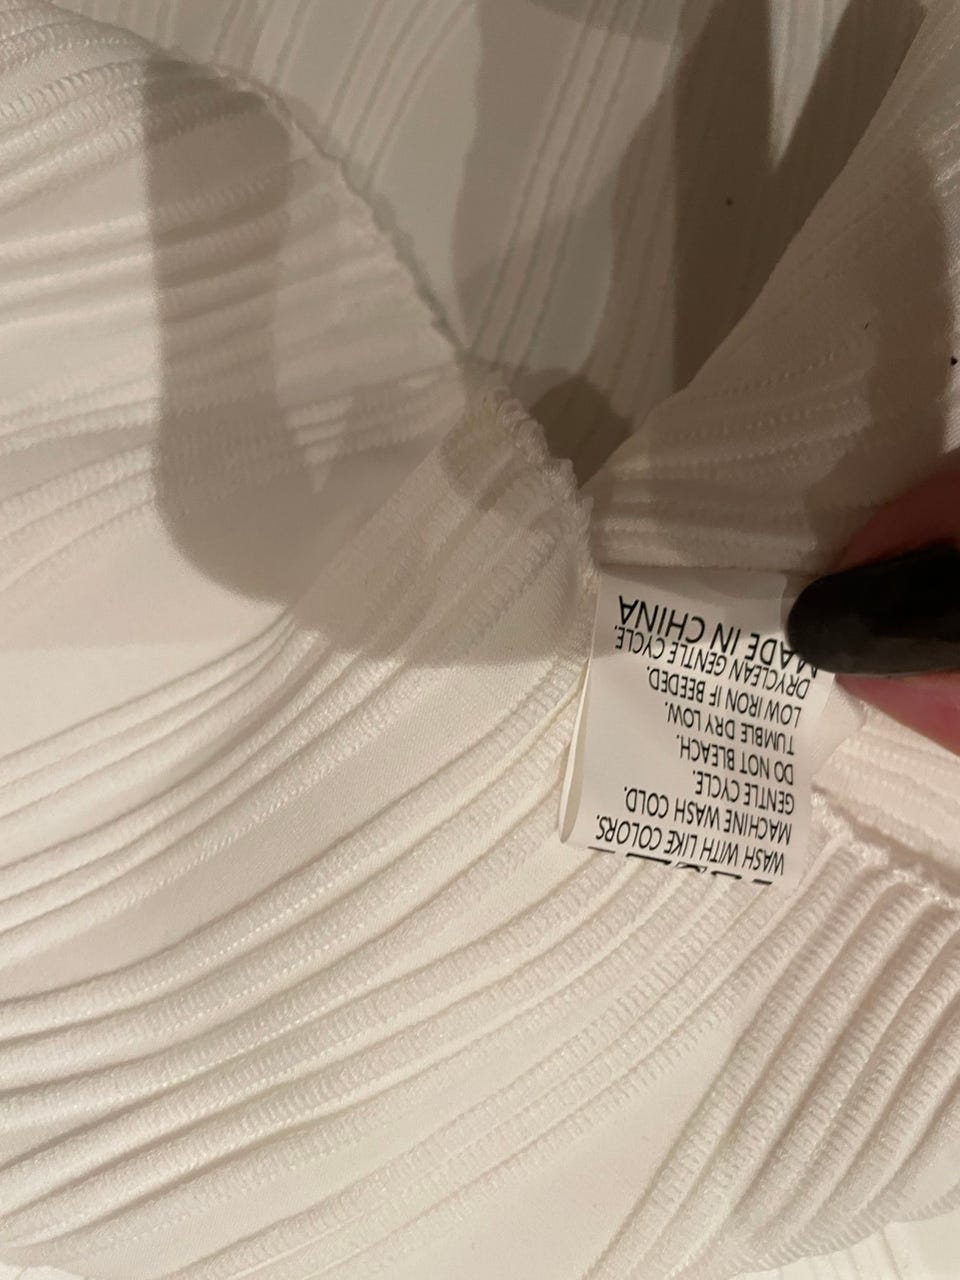 WASH WITH LIKE COLORS.
MACHINE WASH COLD.
GENTLE CYCLE.
DO NOT BLEACH.
TUMBLE DRY LOW.
LOW IRON IF BEEDED.
DRYCLEAN GENTLE CYCLE.
MADE IN CHINA